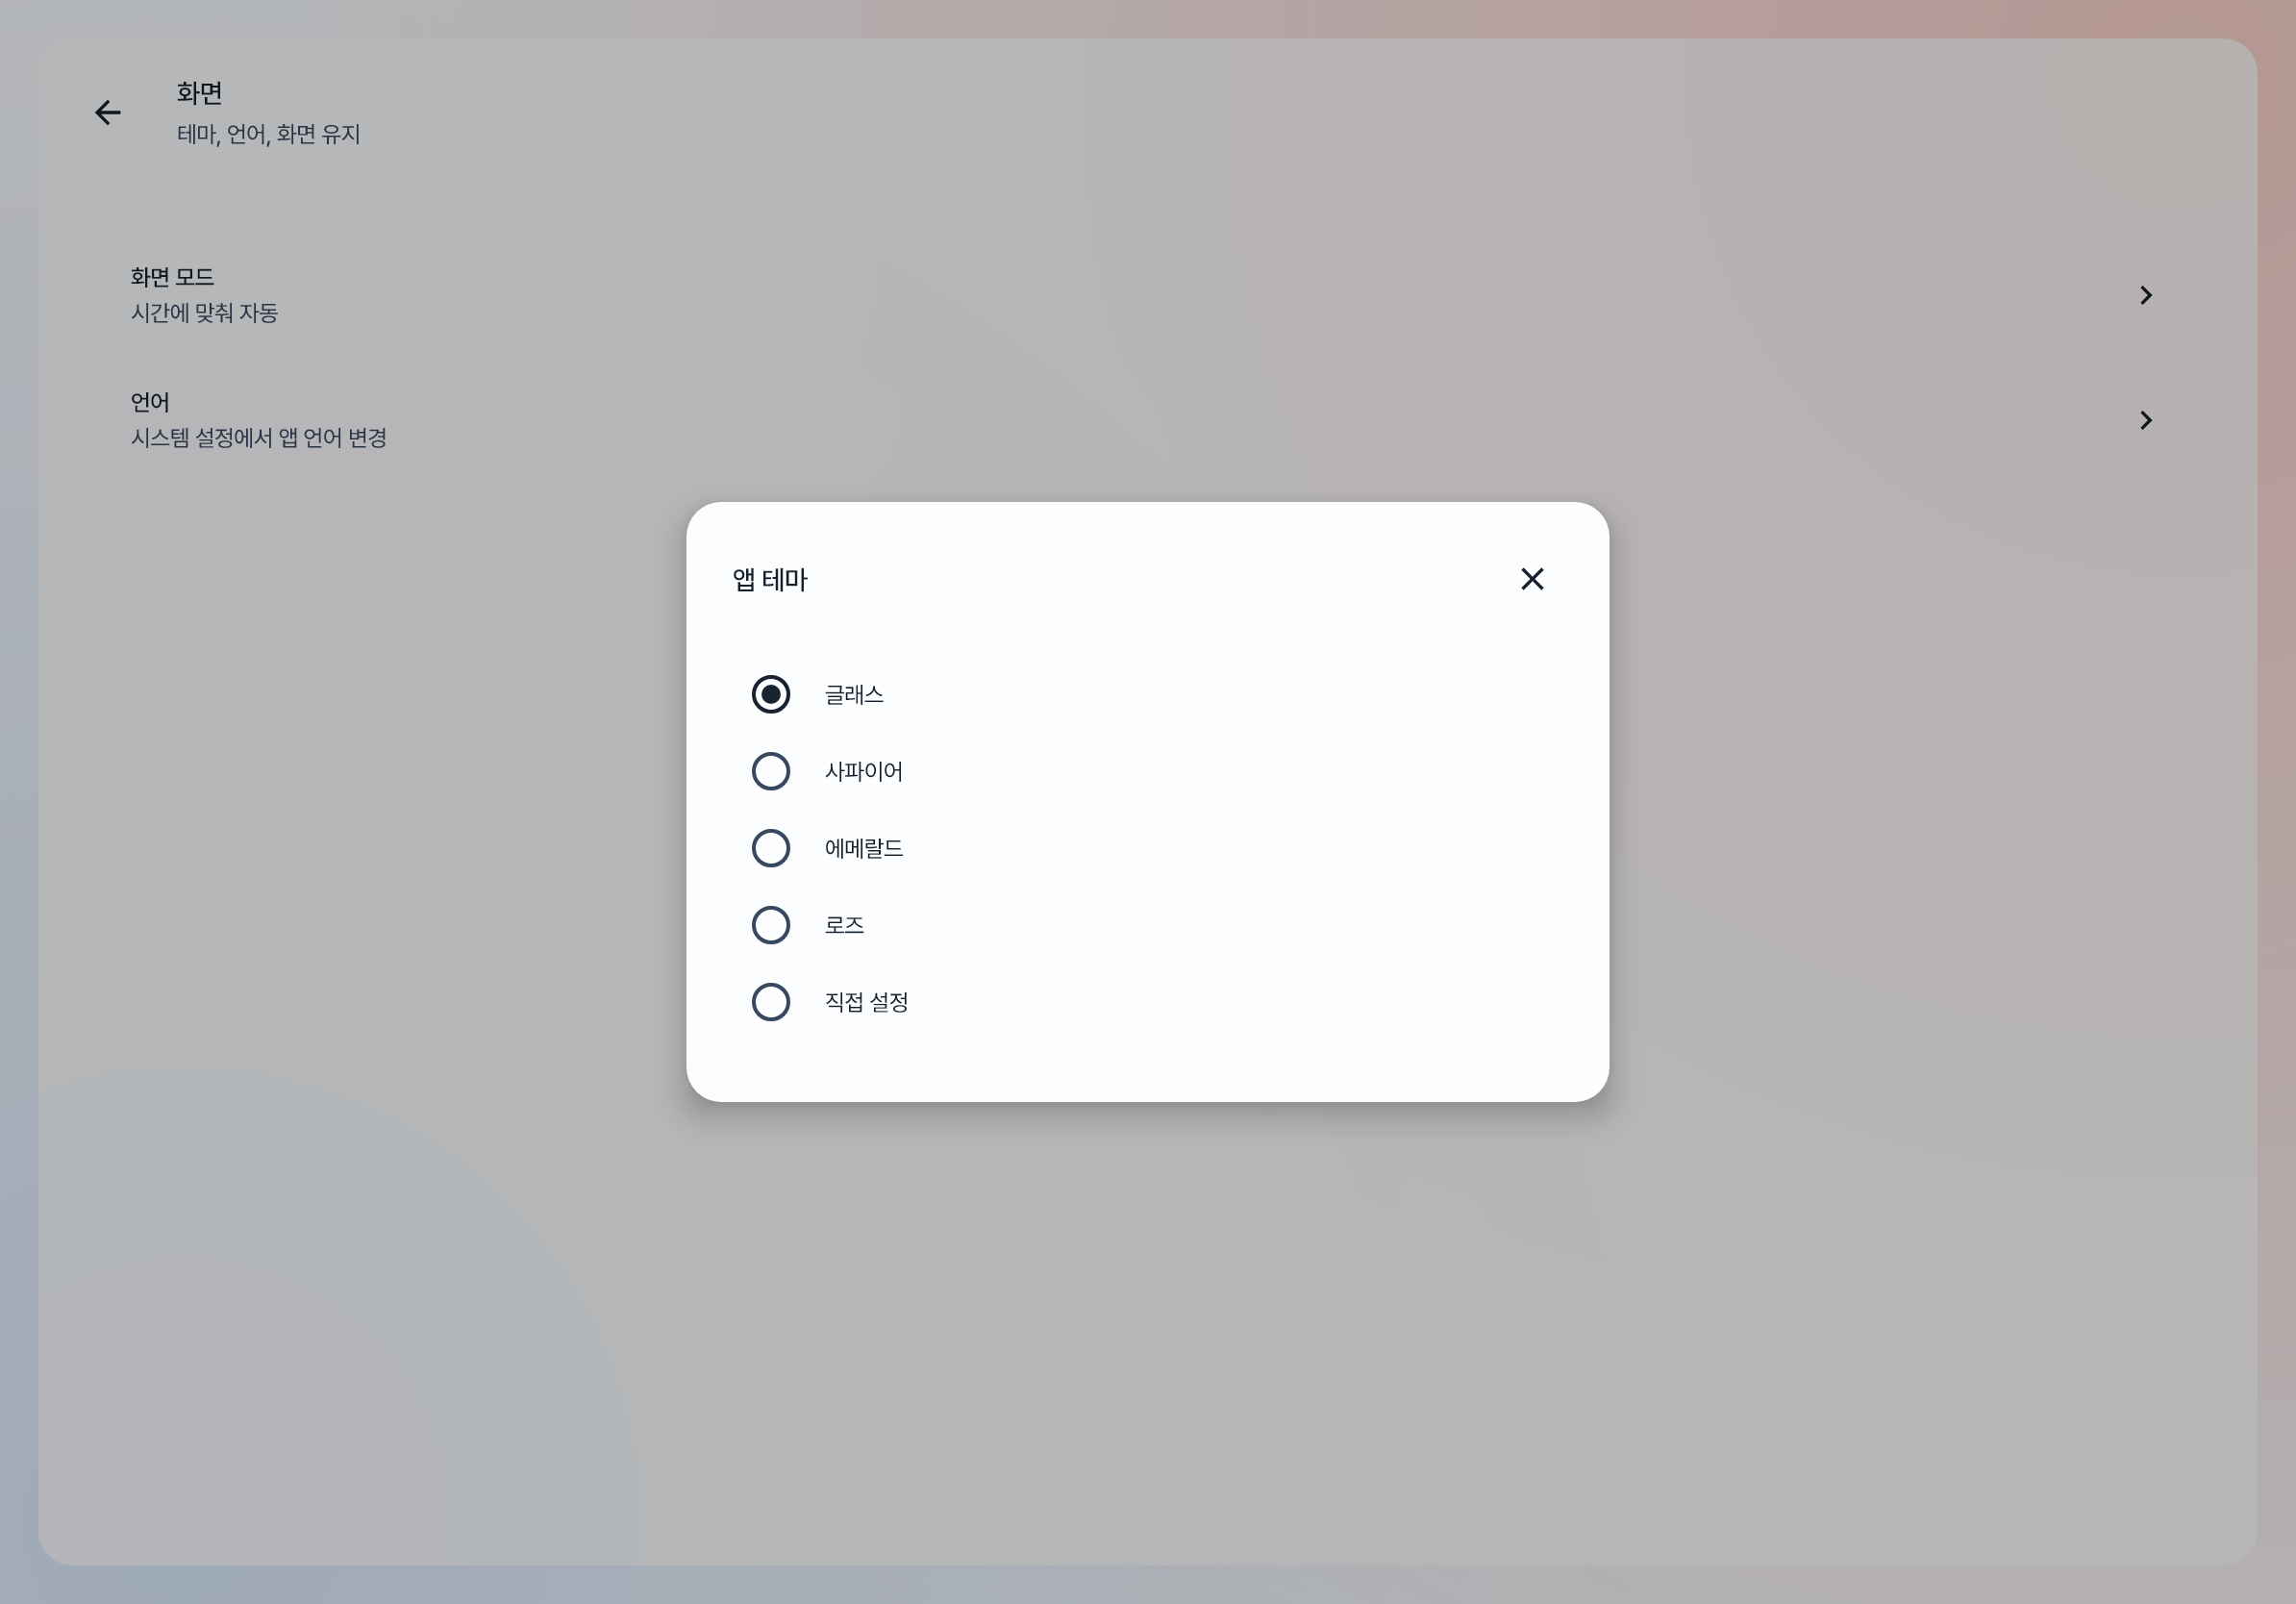 화면
테마, 언어, 화면 유지
화면 모드
시간에 맞춰 자동
언어
시스템 설정에서 앱 언어 변경
앱 테마
글래스
사파이어
에메랄드
로즈
직접 설정